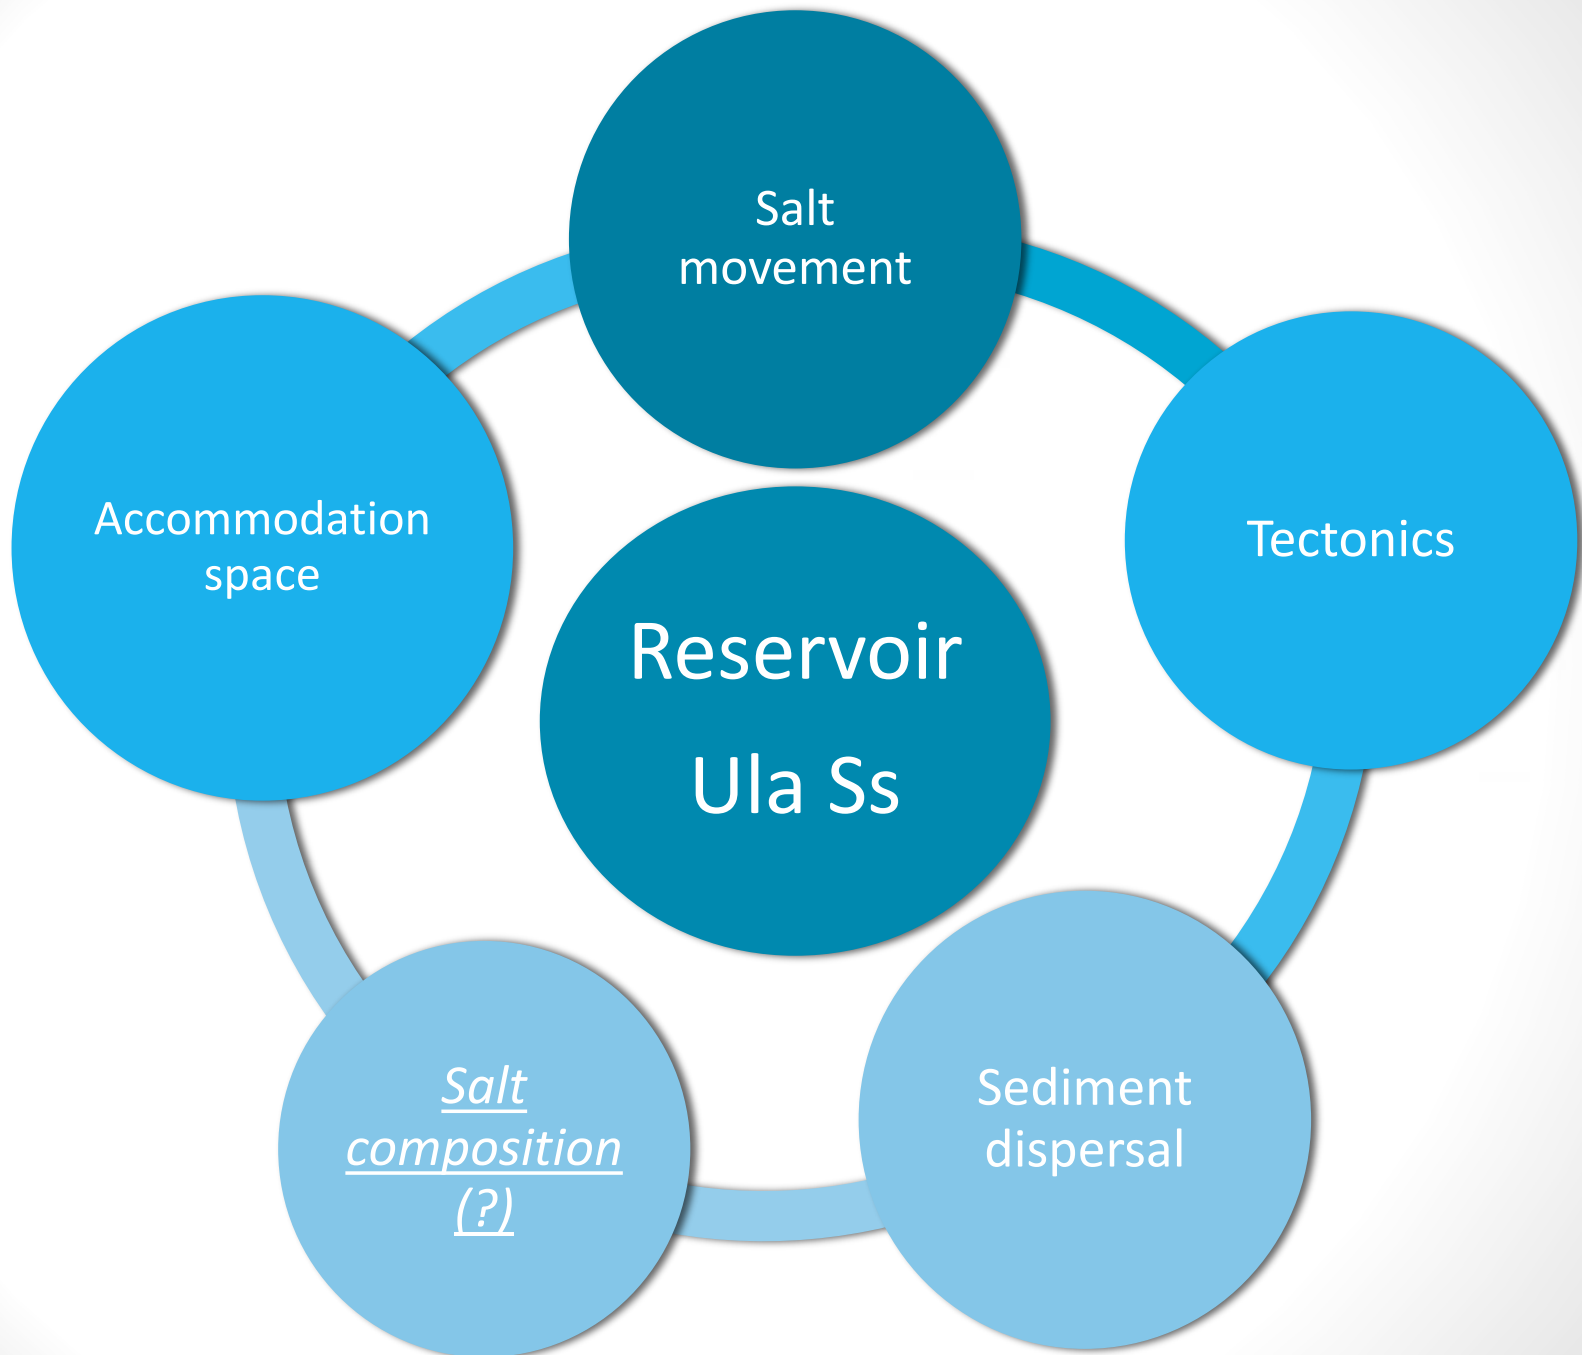 Salt
movement
Tectonics
Sediment
dispersal
Salt
composition
(?)
Accommodation
space
Reservoir
Ula Ss